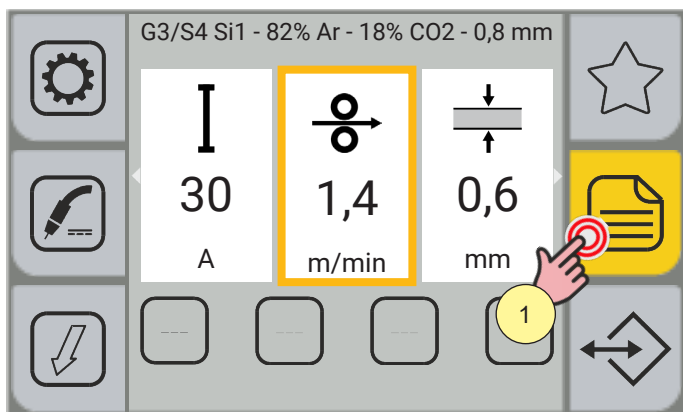 G3/S4 Si1 - 82% Ar - 18% CO2 - 0,8 mm
30 1,4 0,6
A m/min mm
--- --- ---
1